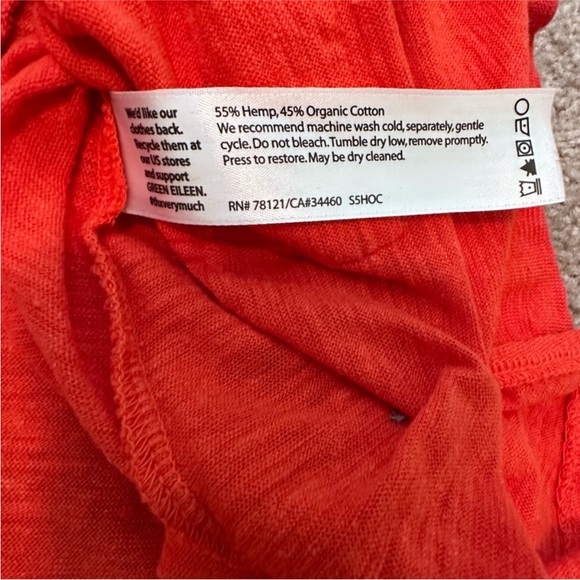 We'd like our
clothes back.
Recycle them at
our US stores
and support
GREEN EILEEN.
#thxverymuch
55% Hemp, 45% Organic Cotton
We recommend machine wash cold, separately, gentle
cycle. Do not bleach. Tumble dry low, remove promptly.
Press to restore. May be dry cleaned.
RN# 78121/CA#34460 S5HOC